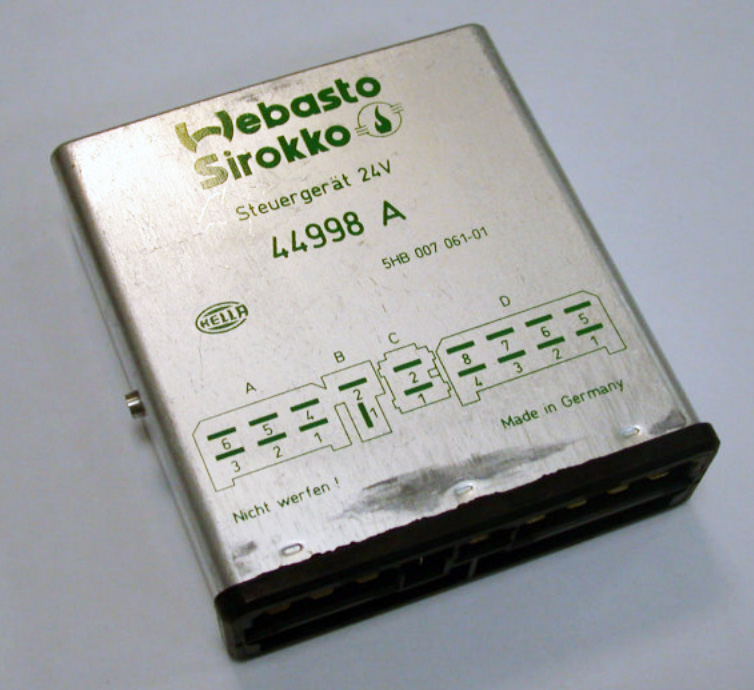 Webasto
Sirokko
Steuergerät 24V
44998 A
5HB 007 061-01
HELLA
A B C D
6 5 4 2 2 8 7 6 5
3 2 1 1 1 4 3 2 1
Made in Germany
Nicht werfen !